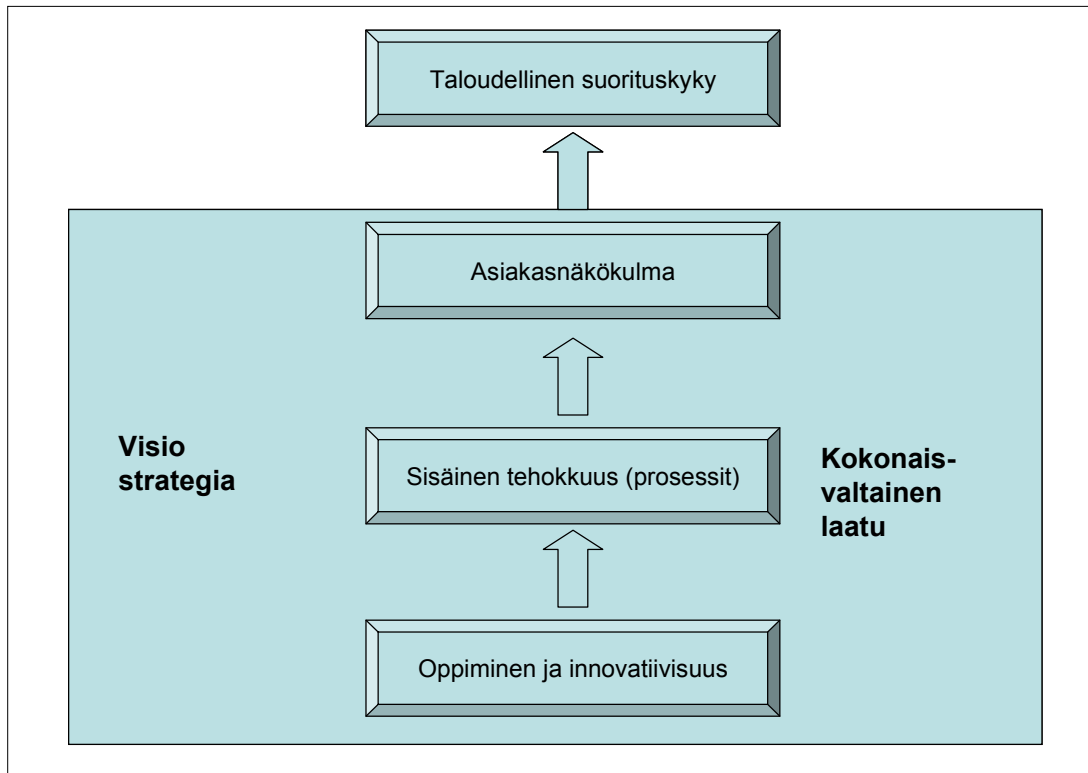 Taloudellinen suorituskyky
Asiakasnäkökulma
Visio
strategia
Sisäinen tehokkuus (prosessit)
Kokonais-
valtainen
laatu
Oppiminen ja innovatiivisuus